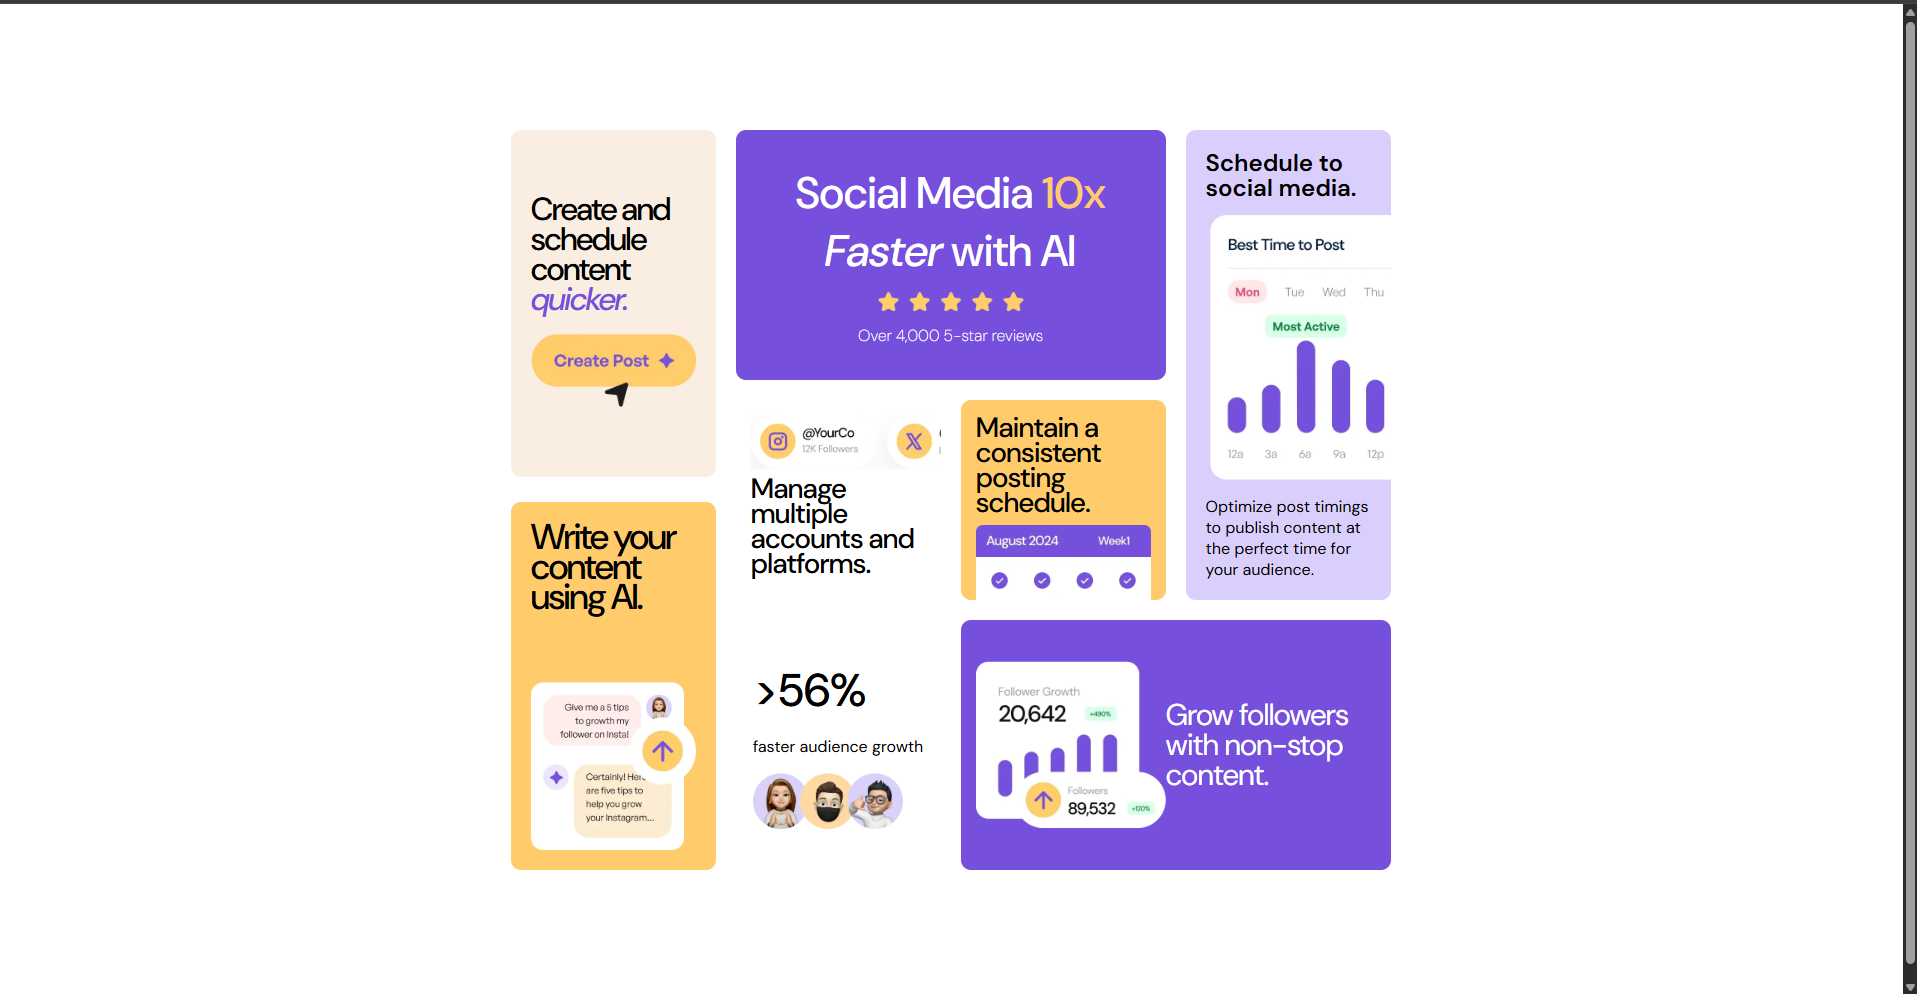 Create and
schedule
content
quicker.
Create Post
Social Media 10x
Faster with AI
Over 4,000 5-star reviews
Schedule to
social media.
Best Time to Post
Mon Tue Wed Thu
Most Active
12a 3a 6a 9a 12p
Optimize post timings
to publish content at
the perfect time for
your audience.
@YourCo
12K Followers
Manage
multiple
accounts and
platforms.
Maintain a
consistent
posting
schedule.
August 2024 Week1
Write your
content
using AI.
Give me a 5 tips
to growth my
follower on Insta!
Certainly! Here
are five tips to
help you grow
your Instagram...
>56%
faster audience growth
Follower Growth
20,642 +490%
Followers
89,532 +120%
Grow followers
with non-stop
content.